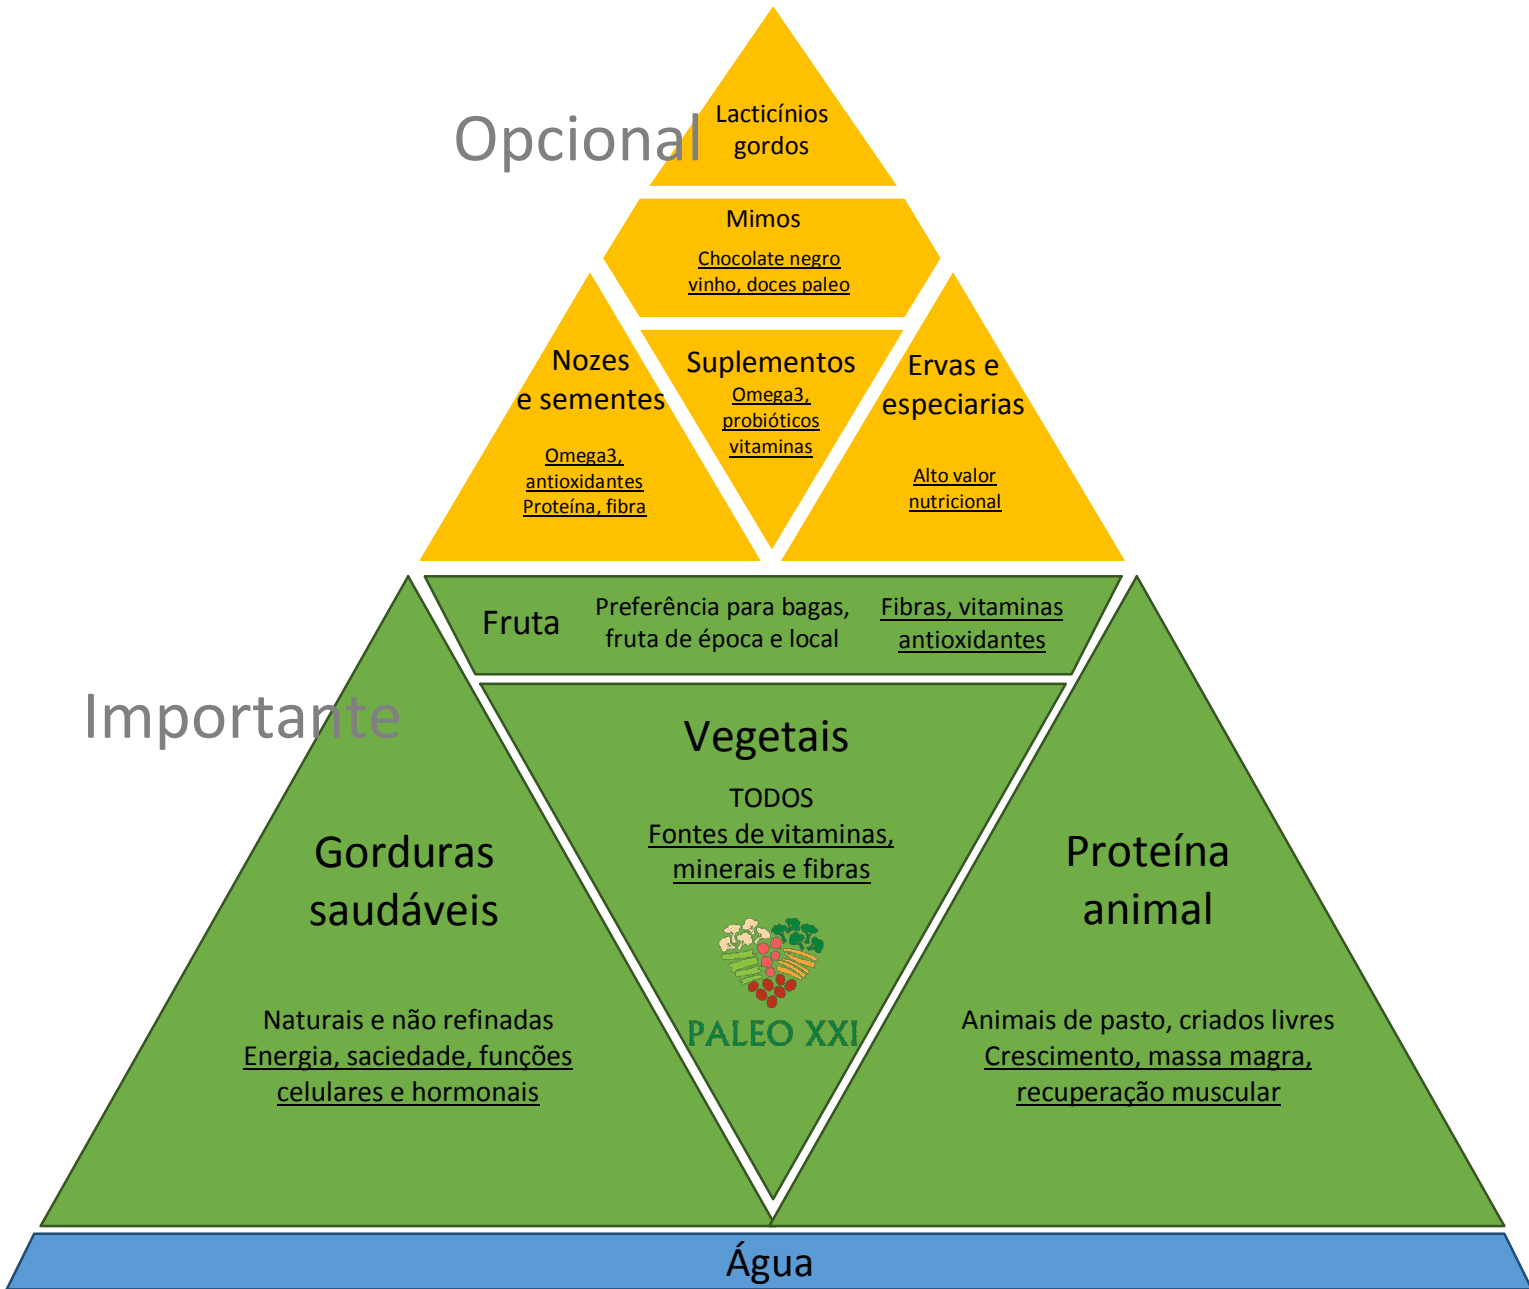 Opcional
Lacticínios
gordos
Mimos
Chocolate negro
vinho, doces paleo
Nozes
e sementes
Omega3,
antioxidantes
Proteína, fibra
Suplementos
Omega3,
probióticos
vitaminas
Ervas e
especiarias
Alto valor
nutricional
Importante
Fruta
Preferência para bagas,
fruta de época e local
Fibras, vitaminas
antioxidantes
Vegetais
TODOS
Fontes de vitaminas,
minerais e fibras
PALEO XXI
Gorduras
saudáveis
Naturais e não refinadas
Energia, saciedade, funções
celulares e hormonais
Proteína
animal
Animais de pasto, criados livres
Crescimento, massa magra,
recuperação muscular
Água